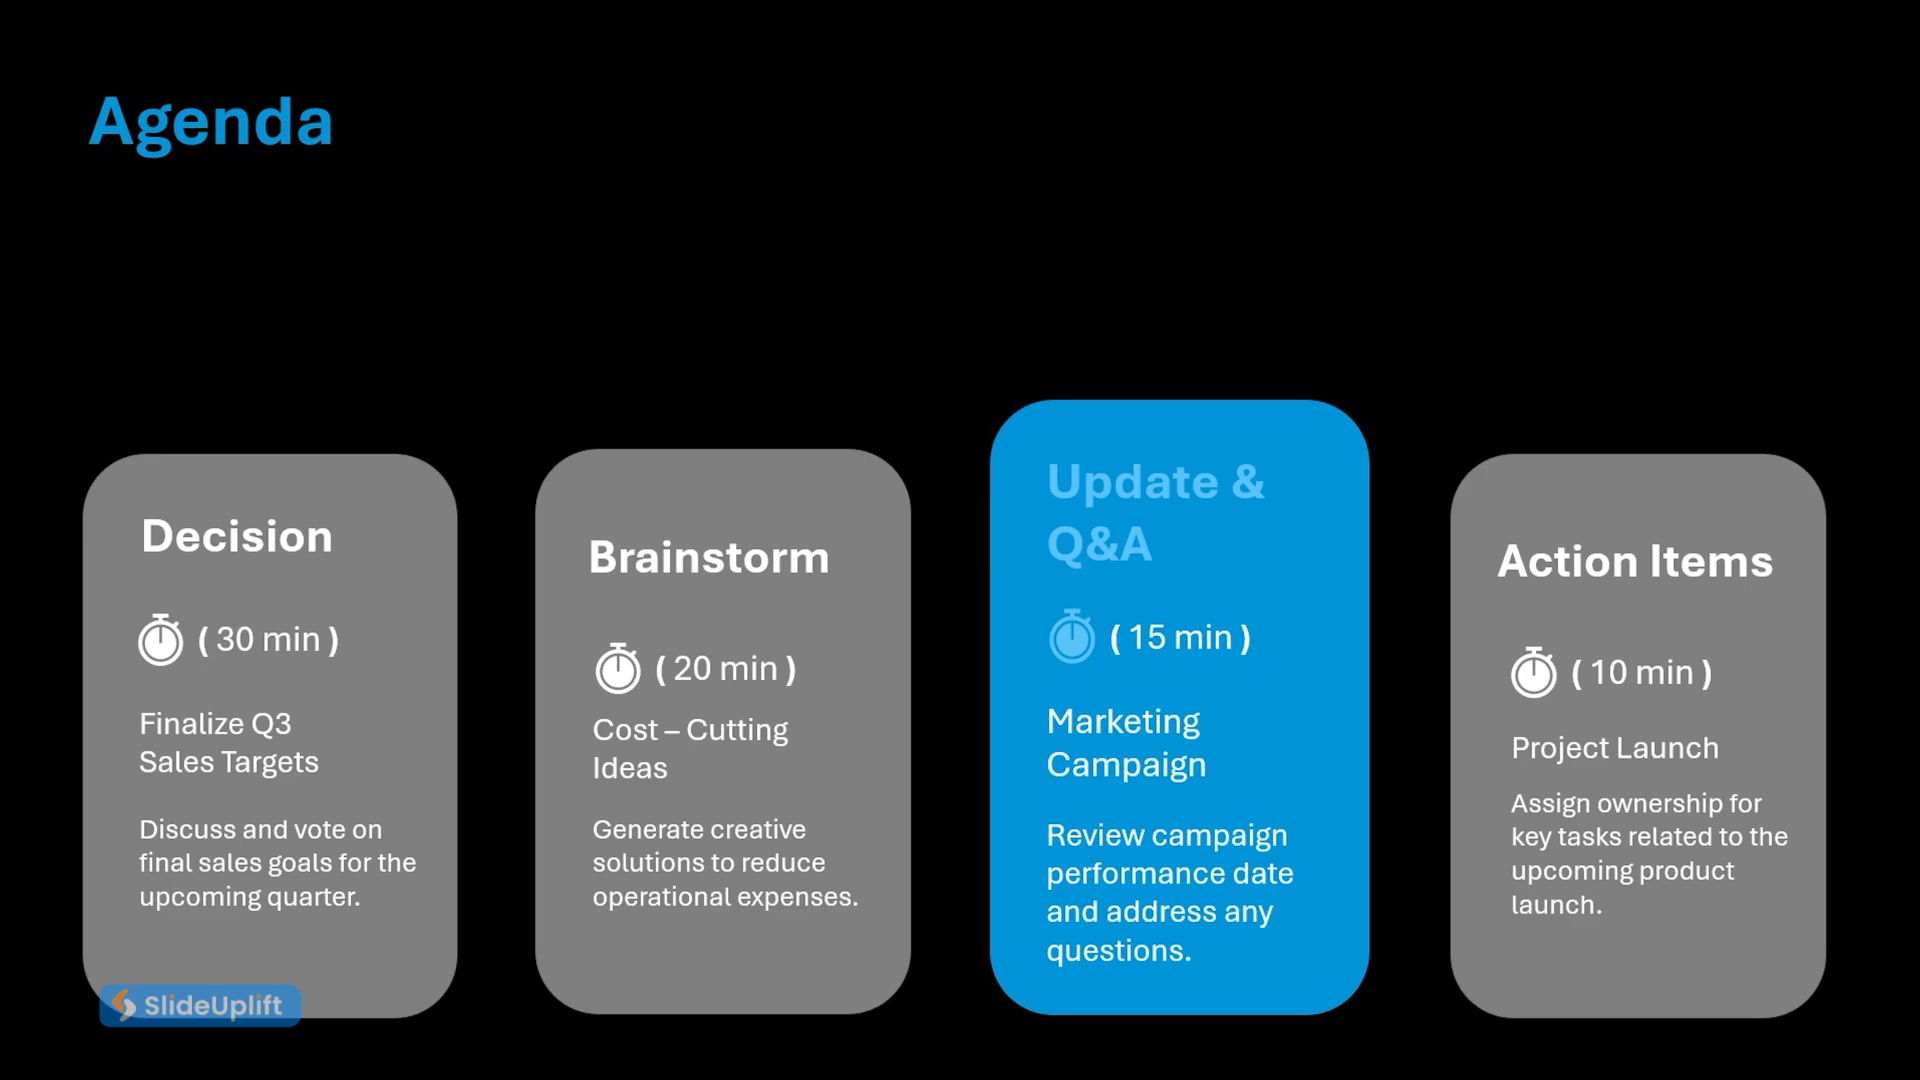 Agenda
Decision
( 30 min )
Finalize Q3
Sales Targets
Discuss and vote on
final sales goals for the
upcoming quarter.
Brainstorm
( 20 min )
Cost – Cutting
Ideas
Generate creative
solutions to reduce
operational expenses.
Update &
Q&A
( 15 min )
Marketing
Campaign
Review campaign
performance date
and address any
questions.
Action Items
( 10 min )
Project Launch
Assign ownership for
key tasks related to the
upcoming product
launch.
SlideUplift